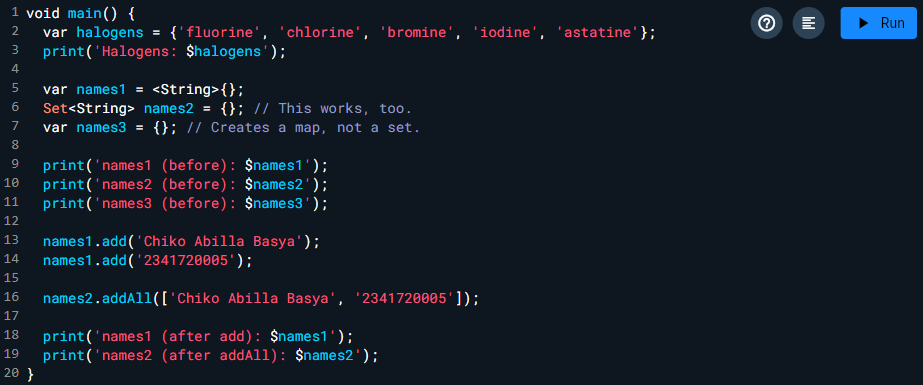 1 void main() {
2   var halogens = {'fluorine', 'chlorine', 'bromine', 'iodine', 'astatine'};
3   print('Halogens: $halogens');
4
5   var names1 = <String>{};
6   Set<String> names2 = {}; // This works, too.
7   var names3 = {}; // Creates a map, not a set.
8
9   print('names1 (before): $names1');
10   print('names2 (before): $names2');
11   print('names3 (before): $names3');
12
13   names1.add('Chiko Abilla Basya');
14   names1.add('2341720005');
15
16   names2.addAll(['Chiko Abilla Basya', '2341720005']);
17
18   print('names1 (after add): $names1');
19   print('names2 (after addAll): $names2');
20 }
?
Run